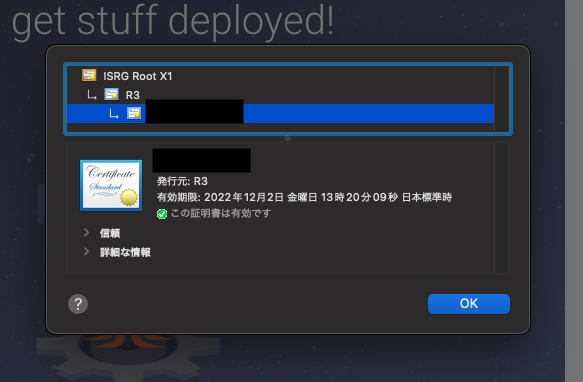 get stuff deployed!
ISRG Root X1
R3
Certificate
Standard
発行元: R3
有効期限: 2022年12月2日 金曜日 13時20分09秒 日本標準時
この証明書は有効です
信頼
詳細な情報
?
OK